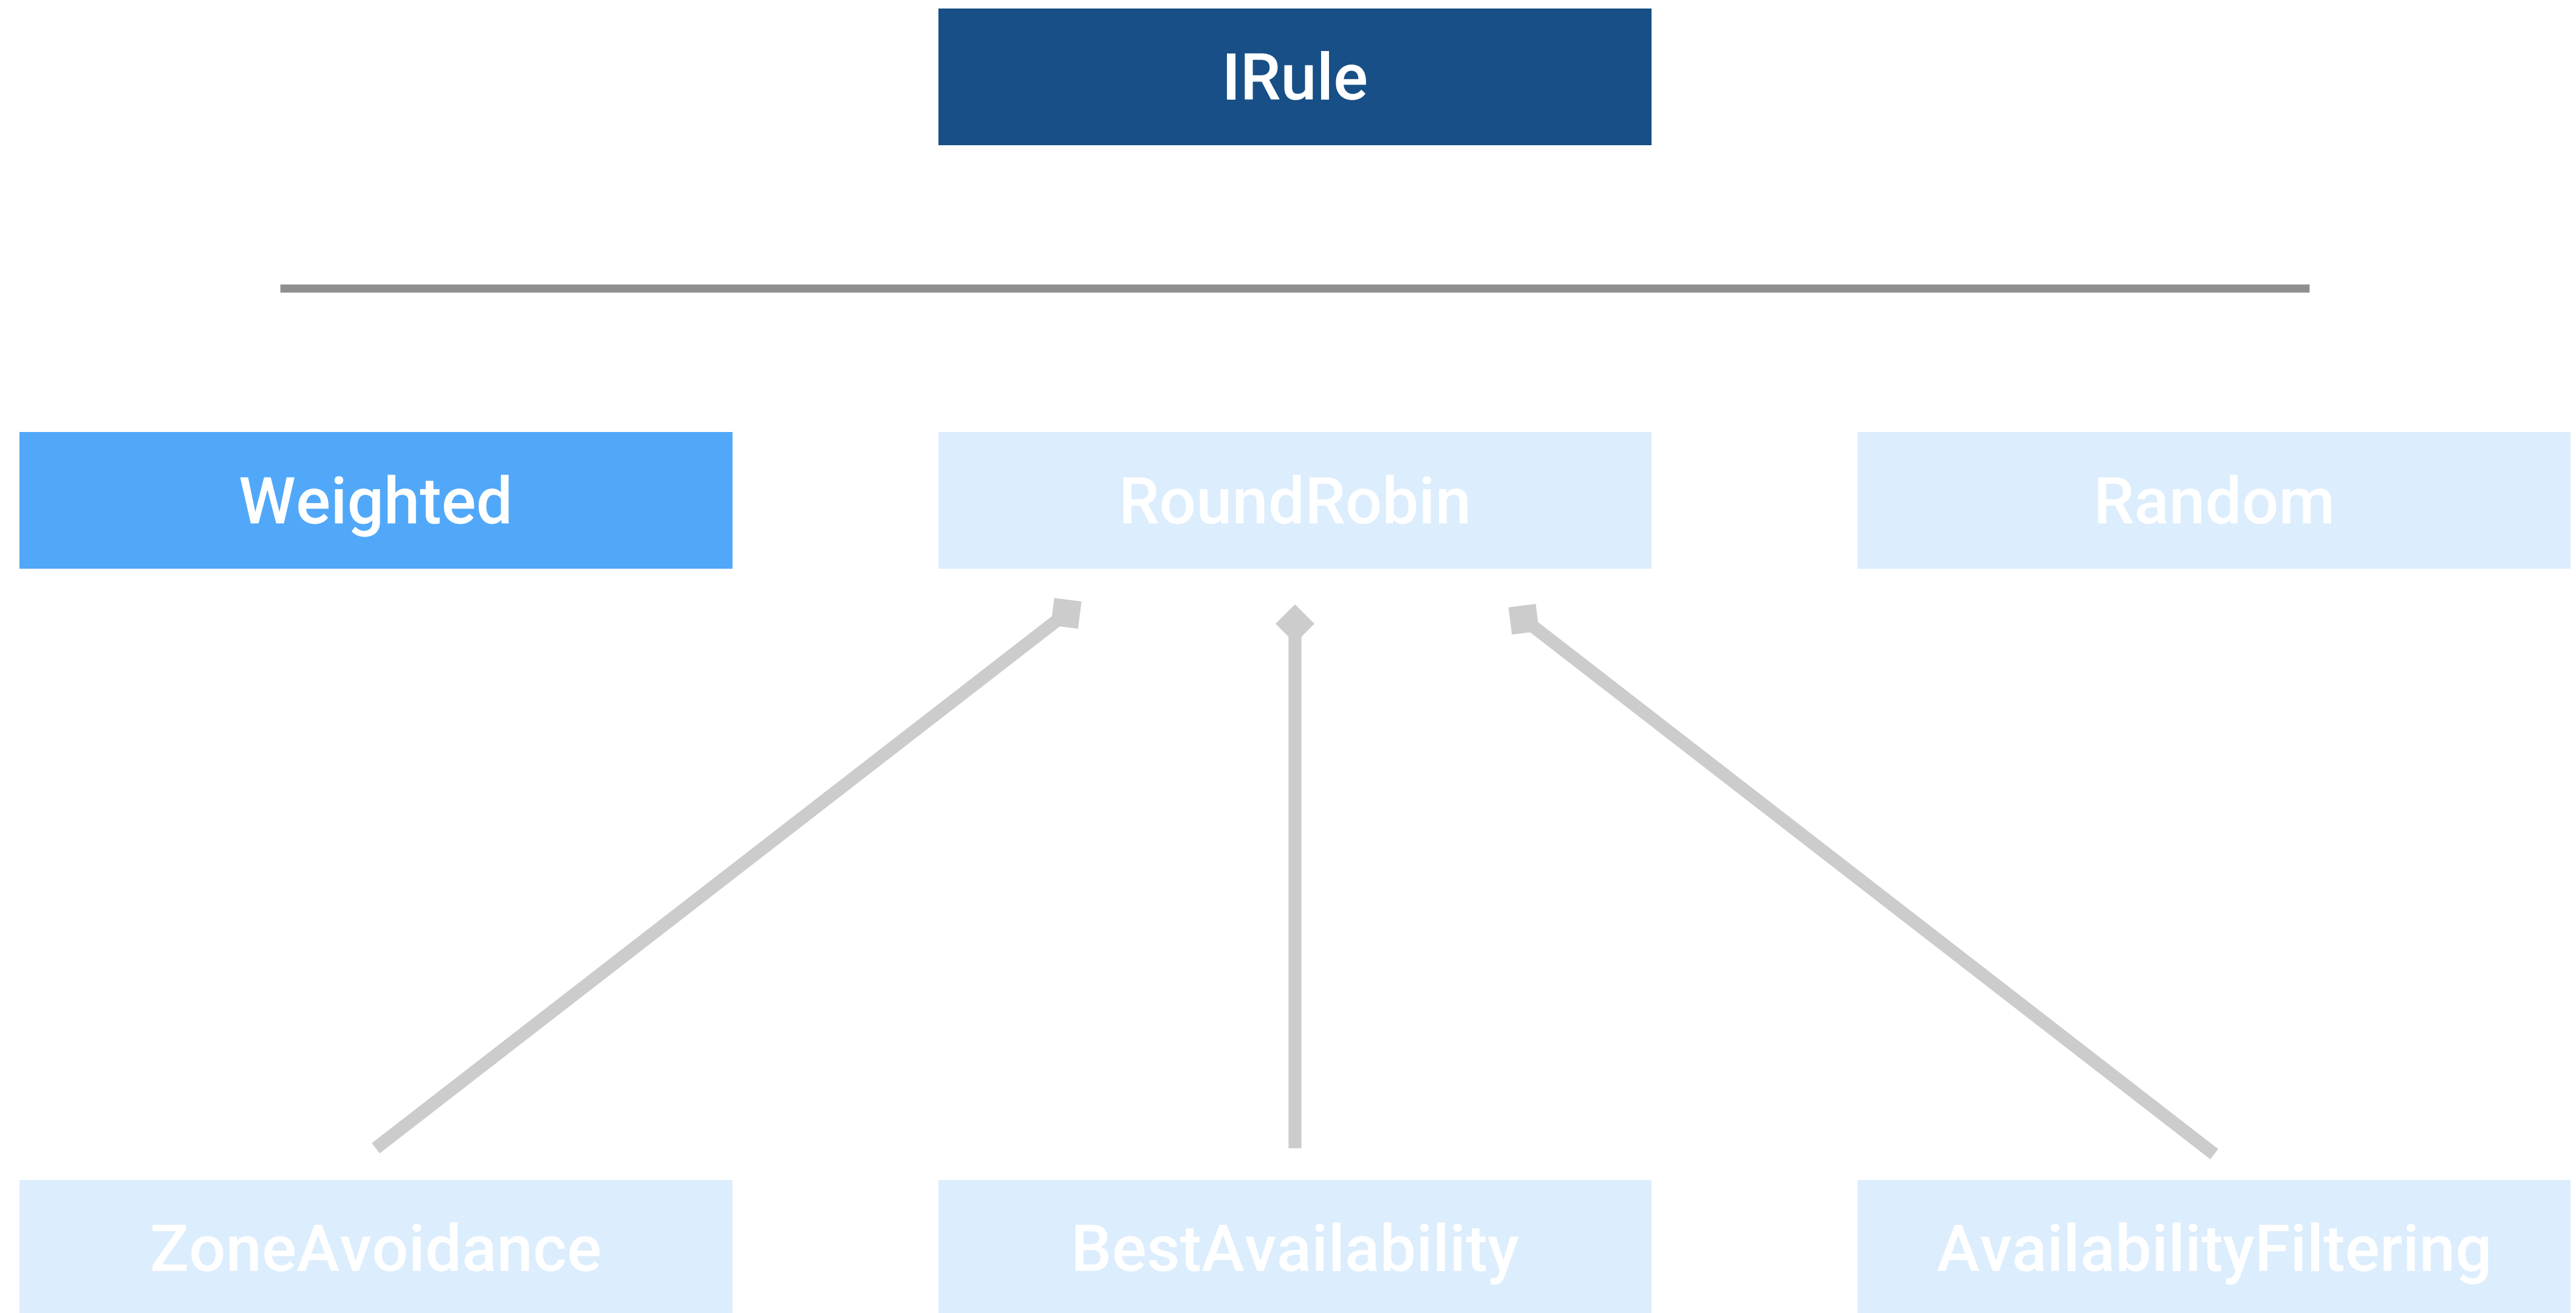 IRule
Weighted
RoundRobin
Random
ZoneAvoidance
BestAvailability
AvailabilityFiltering